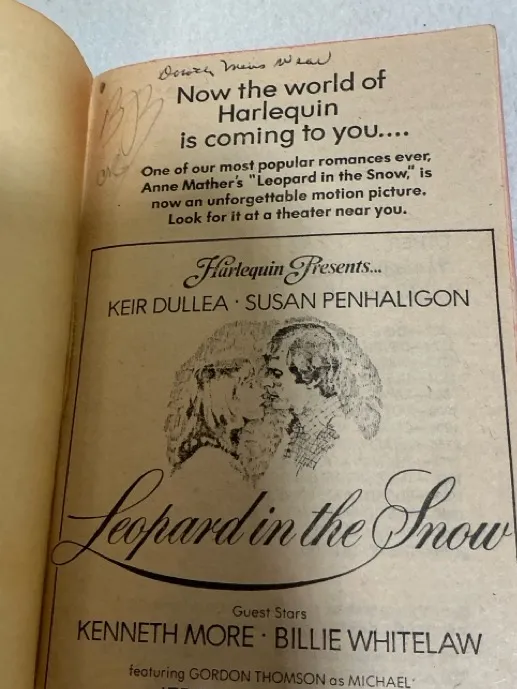 Now the world of
Harlequin
is coming to you....
One of our most popular romances ever,
Anne Mather's "Leopard in the Snow," is
now an unforgettable motion picture.
Look for it at a theater near you.
Harlequin Presents...
KEIR DULLEA · SUSAN PENHALIGON
Leopard in the Snow
Guest Stars
KENNETH MORE · BILLIE WHITELAW
featuring GORDON THOMSON as MICHAEL